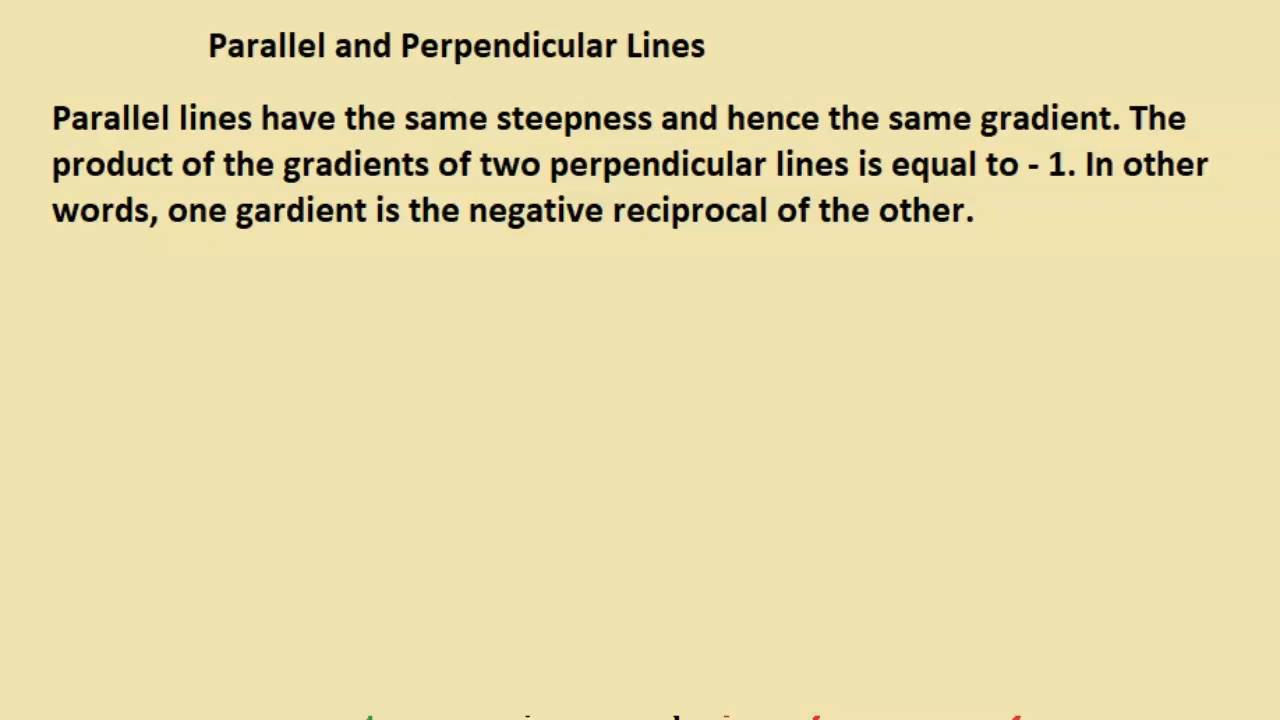 Parallel and Perpendicular Lines
Parallel lines have the same steepness and hence the same gradient. The
product of the gradients of two perpendicular lines is equal to - 1. In other
words, one gardient is the negative reciprocal of the other.